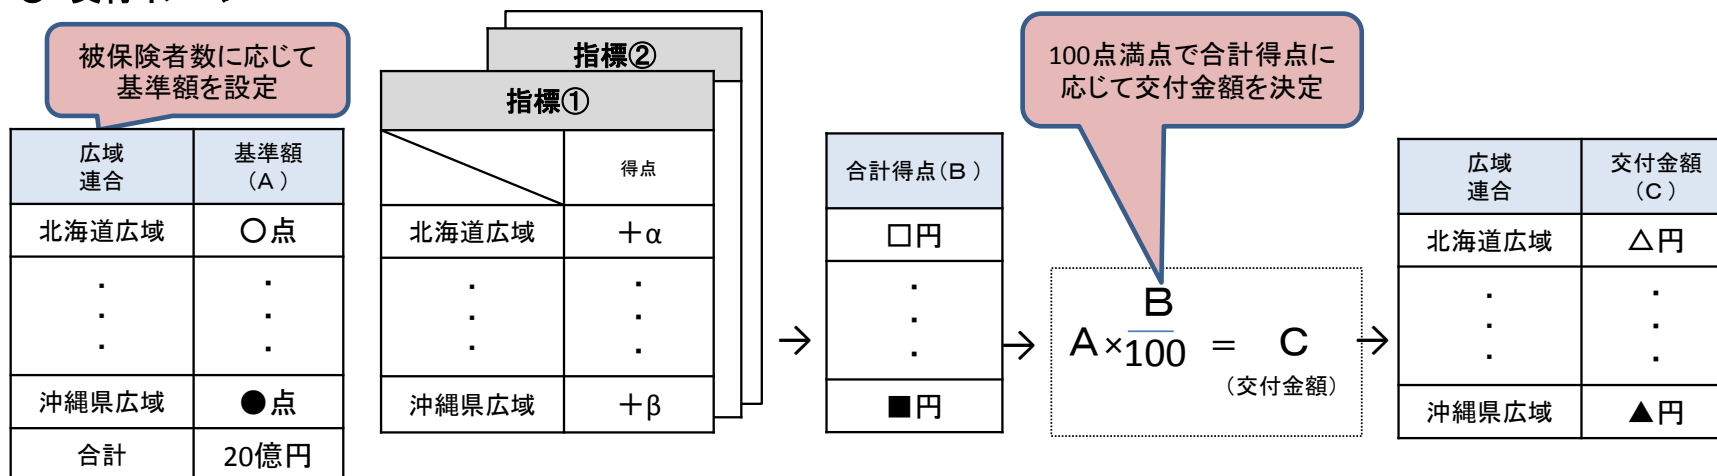 被保険者数に応じて
基準額を設定
広域
連合
基準額
(A)
北海道広域
○点
・
・
・
・
・
・
沖縄県広域
●点
合計
20億円
指標②
指標①
得点
北海道広域
+α
・
・
・
・
・
・
沖縄県広域
+β
→
合計得点(B)
□円
・
・
・
■円
→
100点満点で合計得点に
応じて交付金額を決定
B
A×100 = C
(交付金額)
→
広域
連合
交付金額
(C)
北海道広域
△円
・
・
・
・
・
・
沖縄県広域
▲円